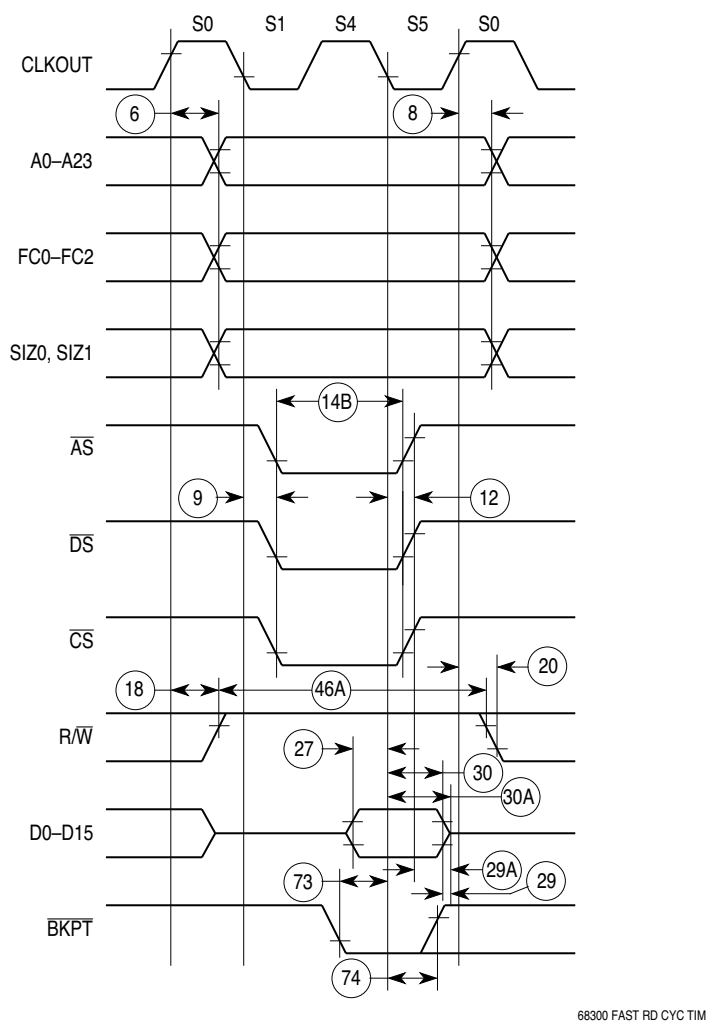 S0 S1 S4 S5 S0
CLKOUT
6 8
A0–A23
FC0–FC2
SIZ0, SIZ1
14B
AS
9 12
DS
CS
20
18 46A
R/W
27
30
30A
D0–D15
29A
73 29
BKPT
74
68300 FAST RD CYC TIM